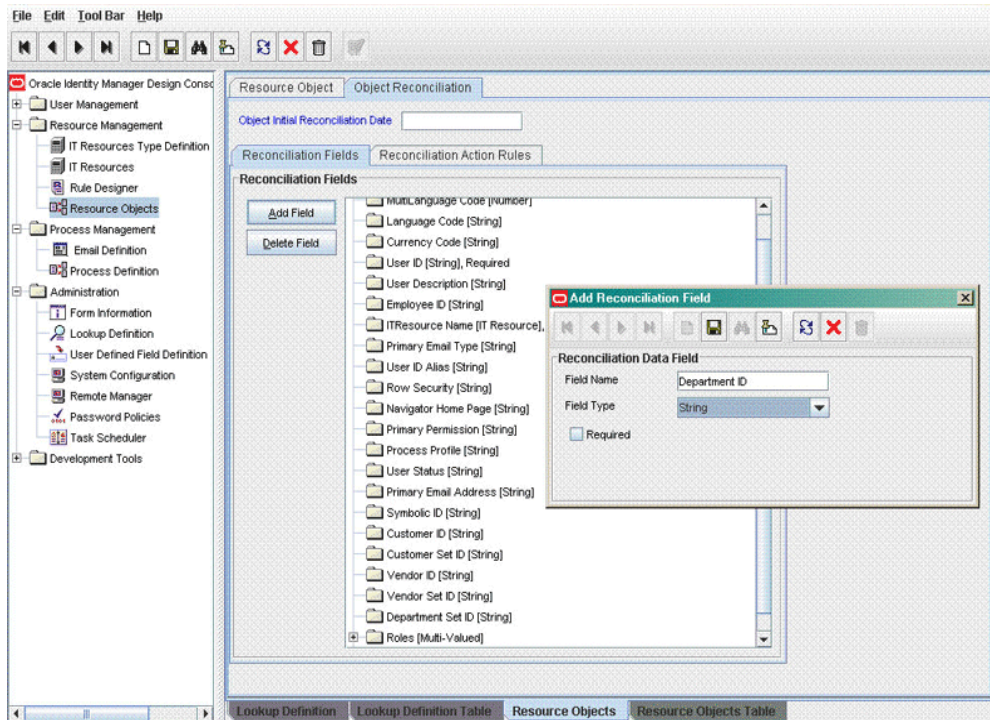 File Edit Tool Bar Help
Oracle Identity Manager Design Consc
User Management
Resource Management
IT Resources Type Definition
IT Resources
Rule Designer
Resource Objects
Process Management
Email Definition
Process Definition
Administration
Form Information
Lookup Definition
User Defined Field Definition
System Configuration
Remote Manager
Password Policies
Task Scheduler
Development Tools
Resource Object Object Reconciliation
Object Initial Reconciliation Date
Reconciliation Fields Reconciliation Action Rules
Reconciliation Fields
Add Field
Delete Field
MultiLanguage Code [Number]
Language Code [String]
Currency Code [String]
User ID [String], Required
User Description [String]
Employee ID [String]
ITResource Name [IT Resource],
Primary Email Type [String]
User ID Alias [String]
Row Security [String]
Navigator Home Page [String]
Primary Permission [String]
Process Profile [String]
User Status [String]
Primary Email Address [String]
Symbolic ID [String]
Customer ID [String]
Customer Set ID [String]
Vendor ID [String]
Vendor Set ID [String]
Department Set ID [String]
Roles [Multi-Valued]
Add Reconciliation Field
Reconciliation Data Field
Field Name Department ID
Field Type String
Required
Lookup Definition Lookup Definition Table Resource Objects Resource Objects Table